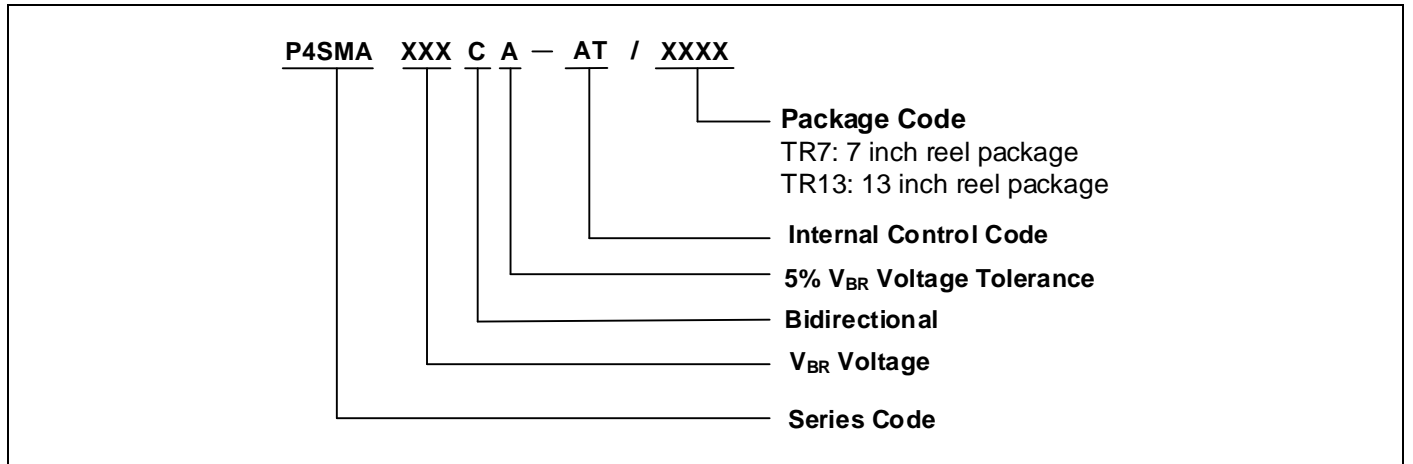 P4SMA XXX C A — AT / XXXX
Package Code
TR7: 7 inch reel package
TR13: 13 inch reel package
Internal Control Code
5% VBR Voltage Tolerance
Bidirectional
VBR Voltage
Series Code